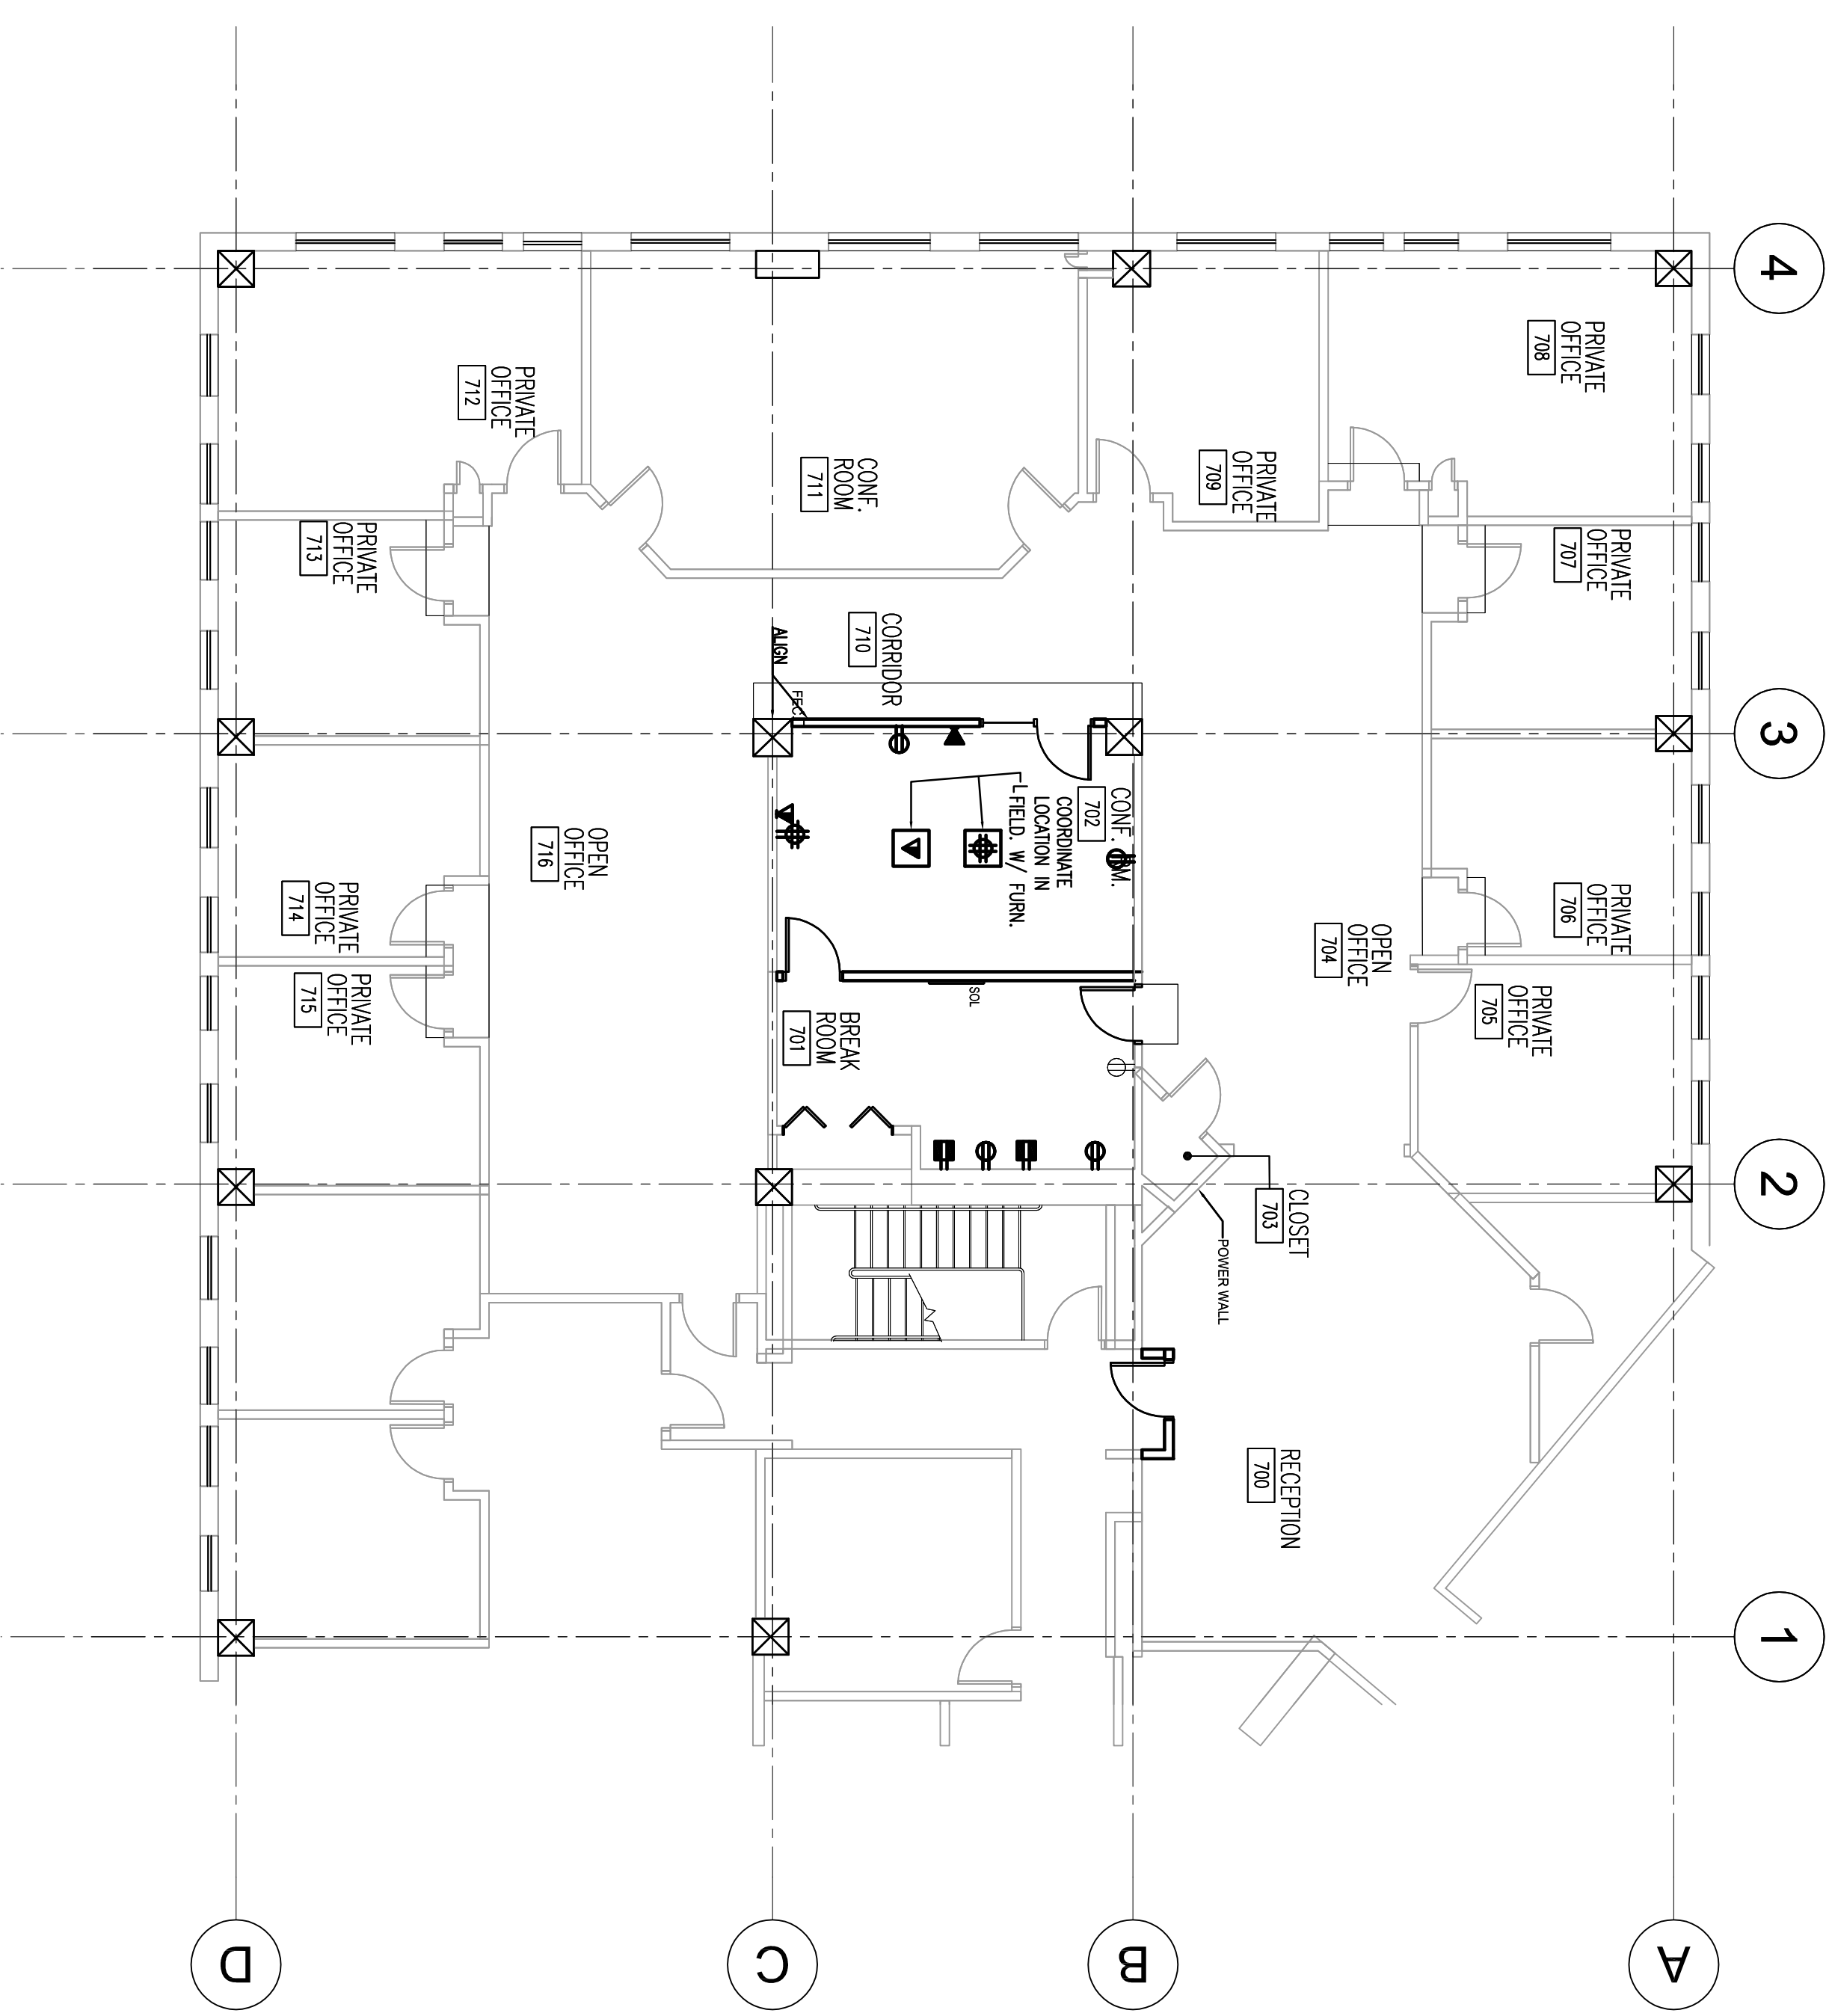 4
3
2
1
D
C
B
A
PRIVATE
OFFICE
708
PRIVATE
OFFICE
712
CONF.
ROOM
711
PRIVATE
OFFICE
709
PRIVATE
OFFICE
713
PRIVATE
OFFICE
707
CORRIDOR
710
ALIGN
FEC
CONF. RM.
702
COORDINATE
LOCATION IN
FIELD. W/ FURN.
OPEN
OFFICE
716
PRIVATE
OFFICE
714
PRIVATE
OFFICE
706
OPEN
OFFICE
704
PRIVATE
OFFICE
715
PRIVATE
OFFICE
705
SOL
BREAK
ROOM
701
CLOSET
703
POWER WALL
RECEPTION
700